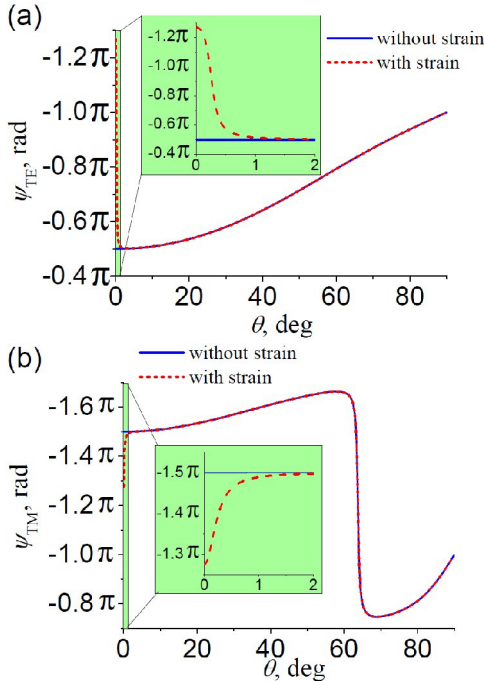 (a)
without strain
with strain
ψTE, rad
-1.2π
-1.0π
-0.8π
-0.6π
-0.4π
-1.2π
-1.0π
-0.8π
-0.6π
-0.4π
0 1 2
0 20 40 60 80
θ, deg
(b)
without strain
with strain
ψTM, rad
-1.6π
-1.4π
-1.2π
-1.0π
-0.8π
-1.5π
-1.4π
-1.3π
0 1 2
0 20 40 60 80
θ, deg